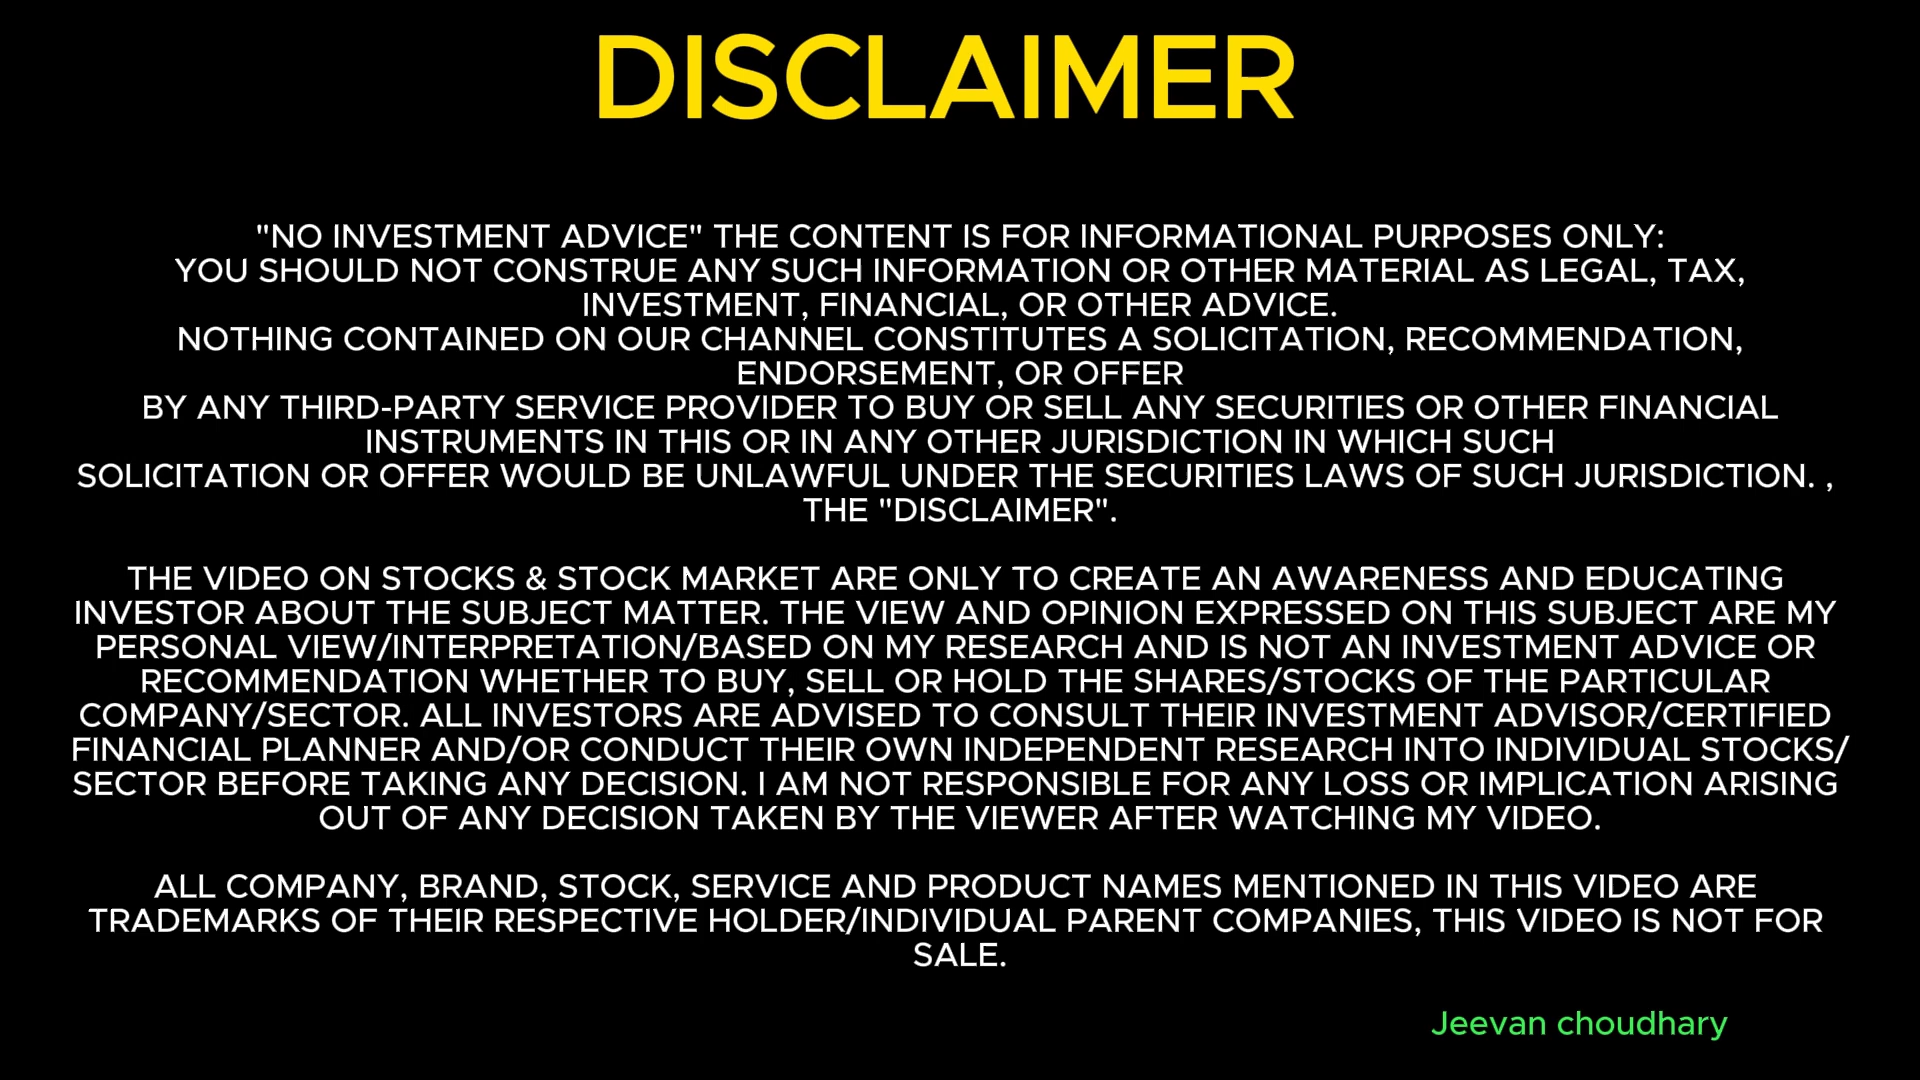 DISCLAIMER
"NO INVESTMENT ADVICE" THE CONTENT IS FOR INFORMATIONAL PURPOSES ONLY:
YOU SHOULD NOT CONSTRUE ANY SUCH INFORMATION OR OTHER MATERIAL AS LEGAL, TAX,
INVESTMENT, FINANCIAL, OR OTHER ADVICE.
NOTHING CONTAINED ON OUR CHANNEL CONSTITUTES A SOLICITATION, RECOMMENDATION,
ENDORSEMENT, OR OFFER
BY ANY THIRD-PARTY SERVICE PROVIDER TO BUY OR SELL ANY SECURITIES OR OTHER FINANCIAL
INSTRUMENTS IN THIS OR IN ANY OTHER JURISDICTION IN WHICH SUCH
SOLICITATION OR OFFER WOULD BE UNLAWFUL UNDER THE SECURITIES LAWS OF SUCH JURISDICTION. ,
THE "DISCLAIMER".
THE VIDEO ON STOCKS & STOCK MARKET ARE ONLY TO CREATE AN AWARENESS AND EDUCATING
INVESTOR ABOUT THE SUBJECT MATTER. THE VIEW AND OPINION EXPRESSED ON THIS SUBJECT ARE MY
PERSONAL VIEW/INTERPRETATION/BASED ON MY RESEARCH AND IS NOT AN INVESTMENT ADVICE OR
RECOMMENDATION WHETHER TO BUY, SELL OR HOLD THE SHARES/STOCKS OF THE PARTICULAR
COMPANY/SECTOR. ALL INVESTORS ARE ADVISED TO CONSULT THEIR INVESTMENT ADVISOR/CERTIFIED
FINANCIAL PLANNER AND/OR CONDUCT THEIR OWN INDEPENDENT RESEARCH INTO INDIVIDUAL STOCKS/
SECTOR BEFORE TAKING ANY DECISION. I AM NOT RESPONSIBLE FOR ANY LOSS OR IMPLICATION ARISING
OUT OF ANY DECISION TAKEN BY THE VIEWER AFTER WATCHING MY VIDEO.
ALL COMPANY, BRAND, STOCK, SERVICE AND PRODUCT NAMES MENTIONED IN THIS VIDEO ARE
TRADEMARKS OF THEIR RESPECTIVE HOLDER/INDIVIDUAL PARENT COMPANIES, THIS VIDEO IS NOT FOR
SALE.
Jeevan choudhary